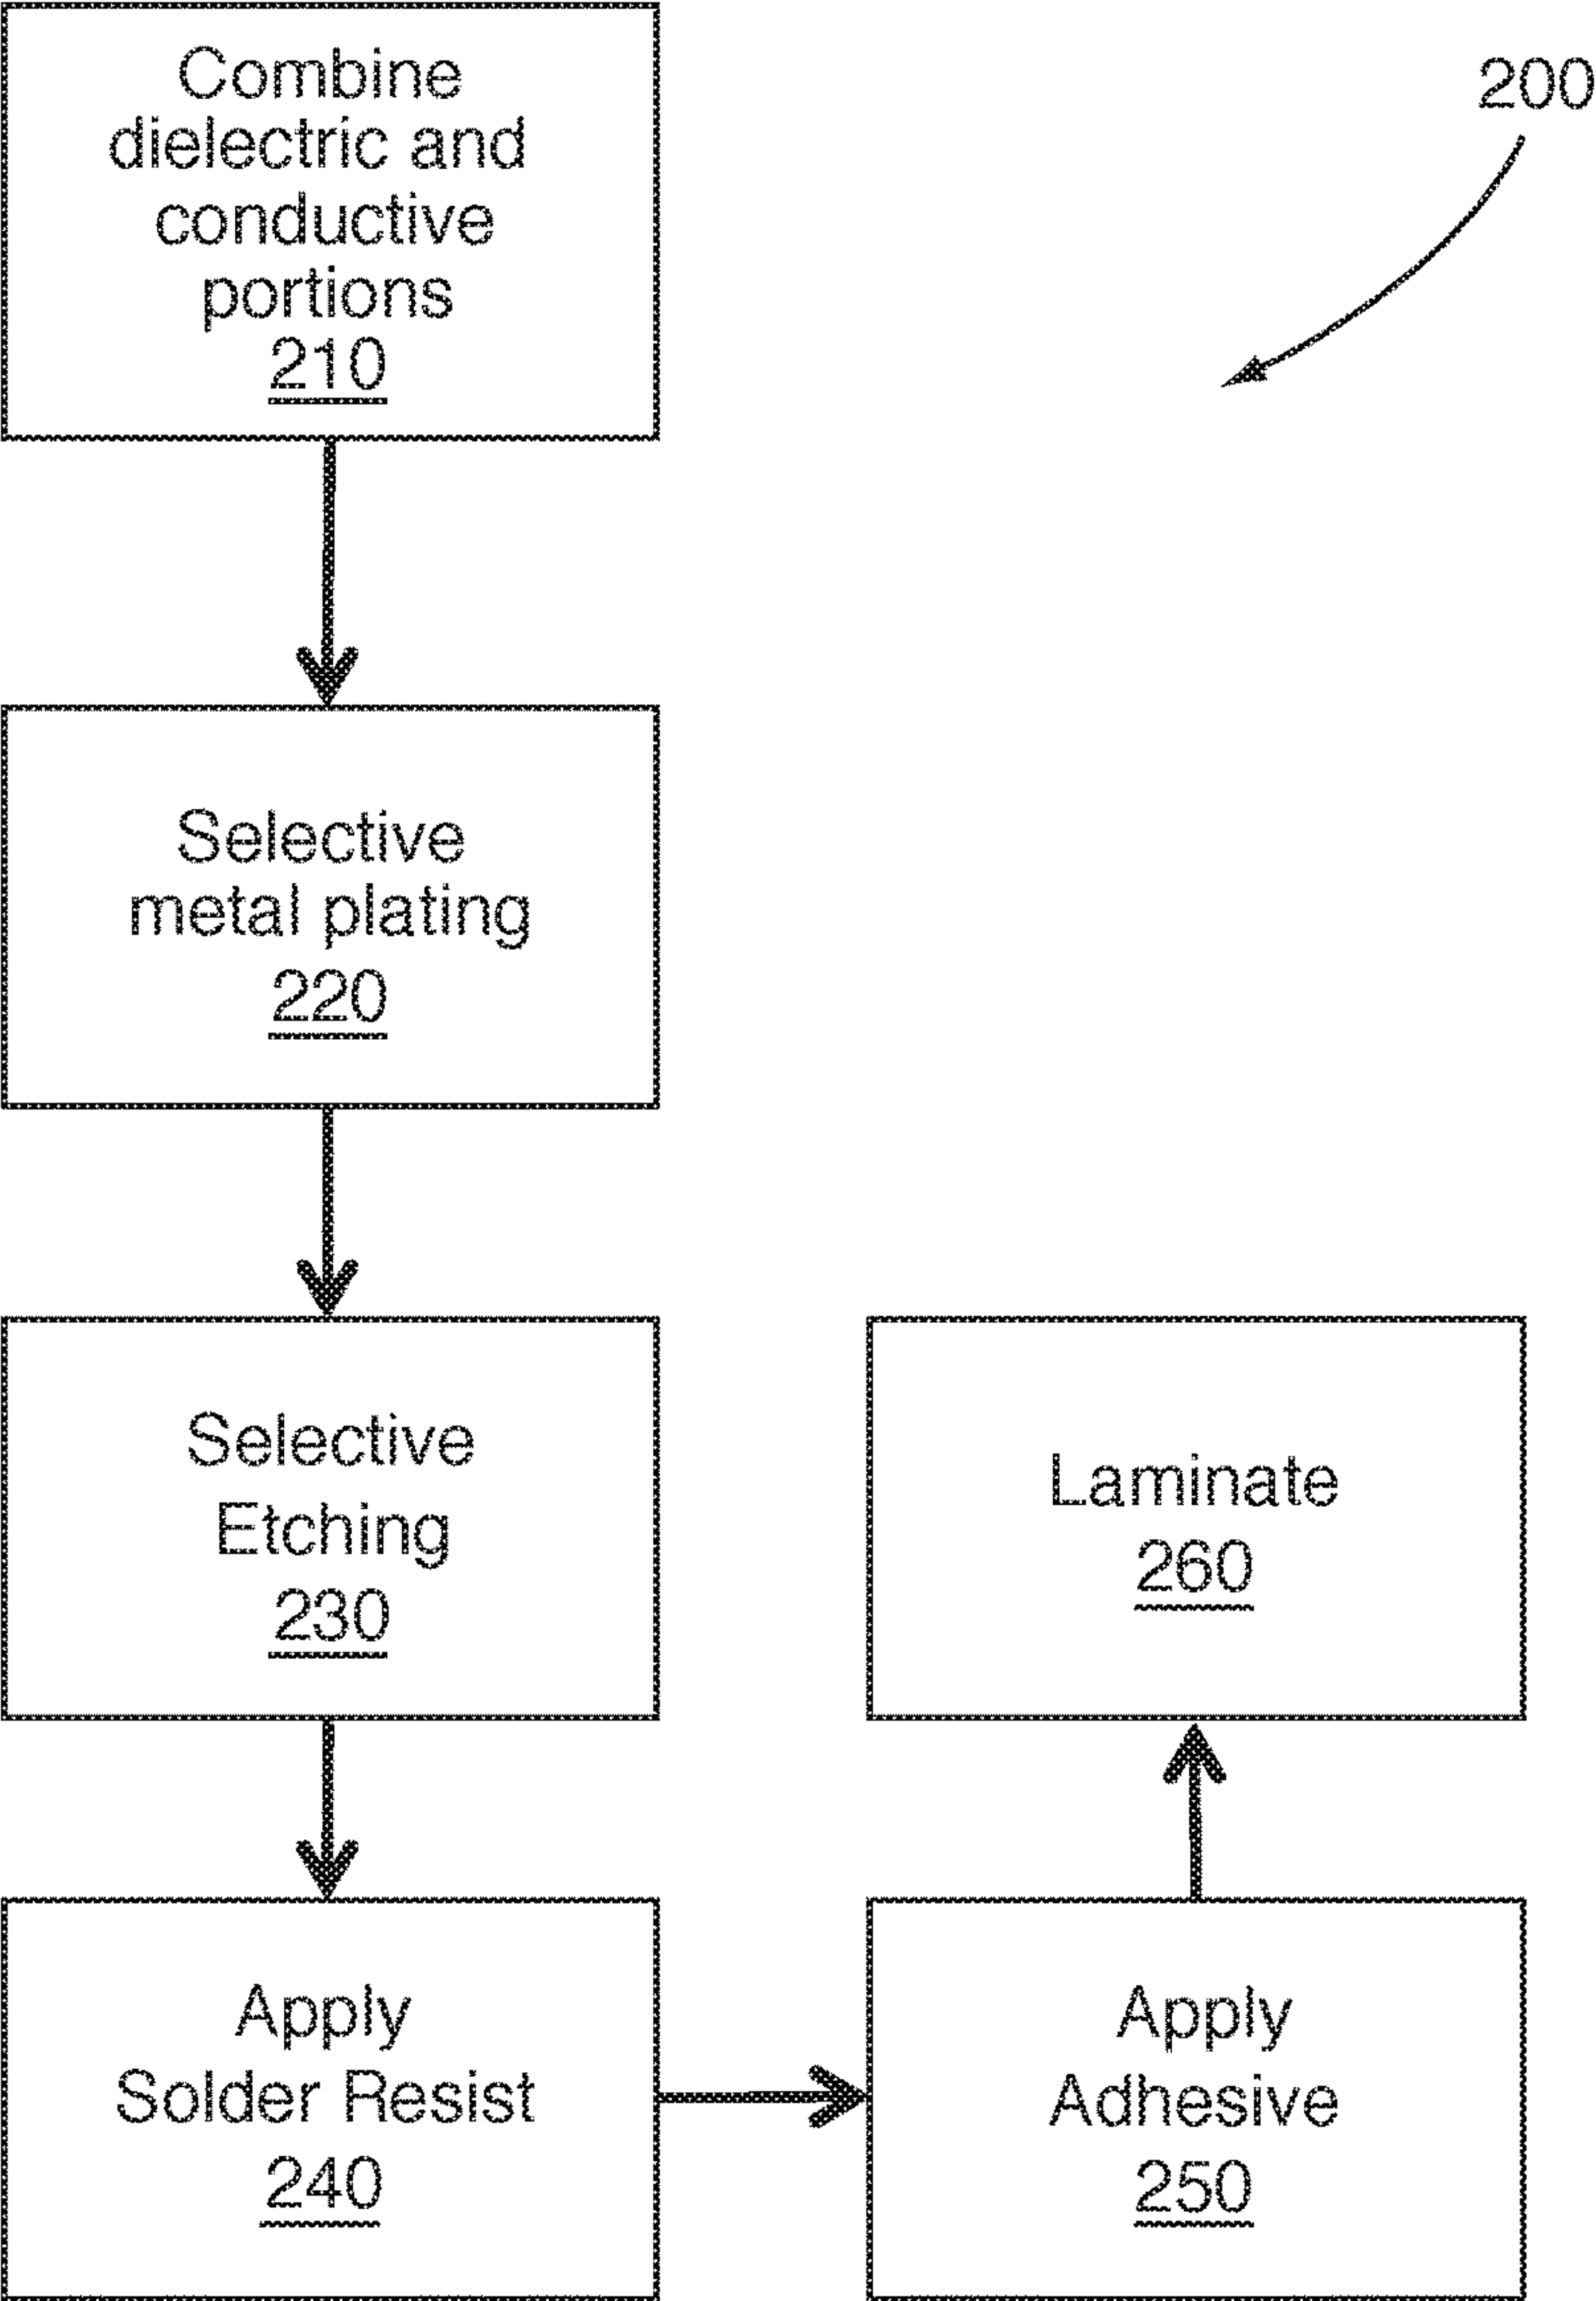 Combine
dielectric and
conductive
portions
210
200
Selective
metal plating
220
Selective
Etching
230
Apply
Solder Resist
240
Apply
Adhesive
250
Laminate
260